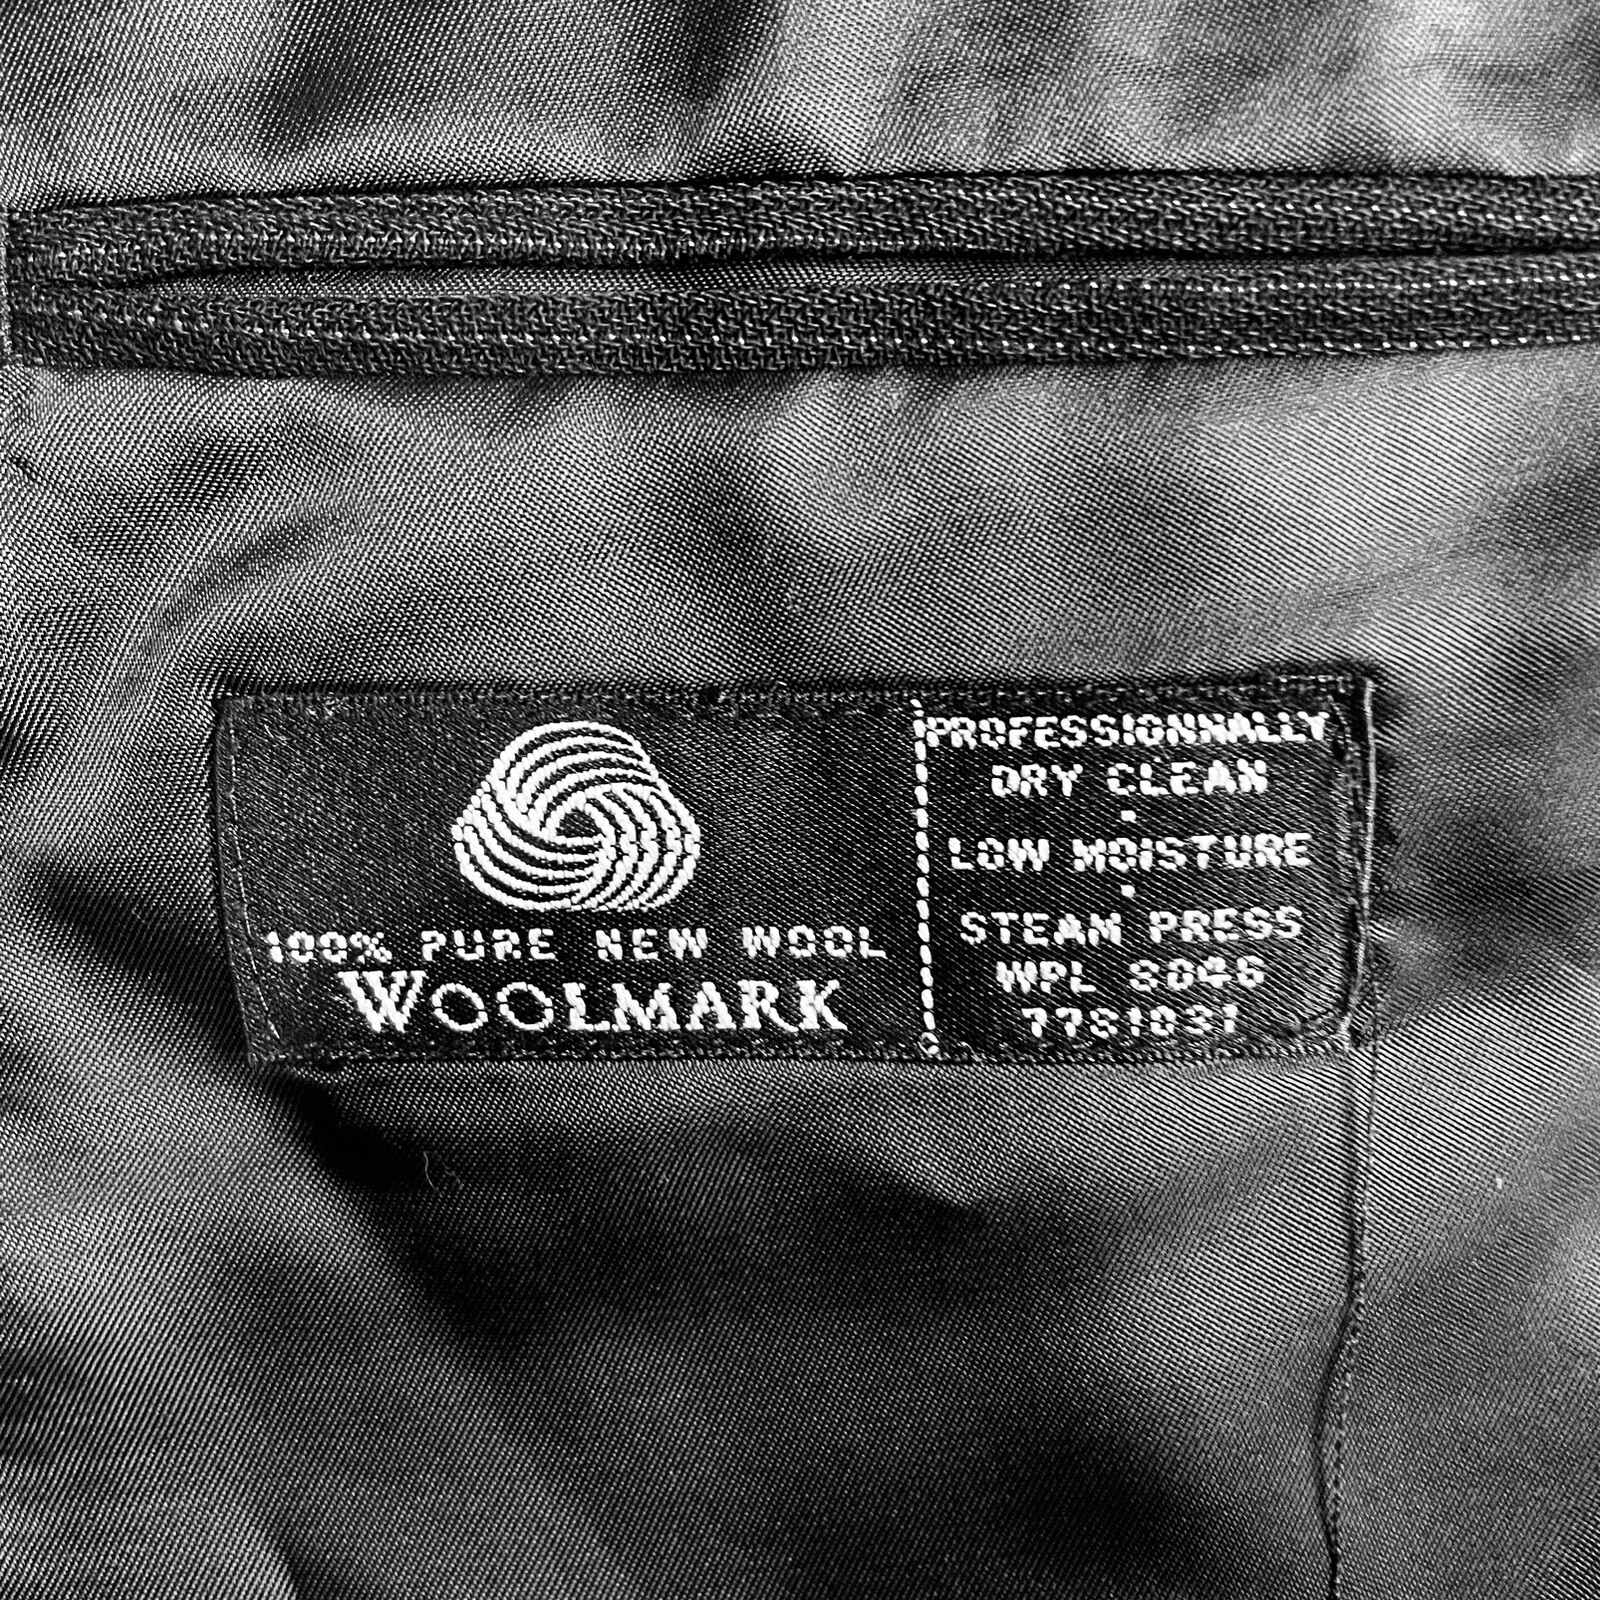 100% PURE NEW WOOL
WOOLMARK
PROFESSIONNALLY
DRY CLEAN
.
LOW MOISTURE
.
STEAM PRESS
WPL 8046
7781031